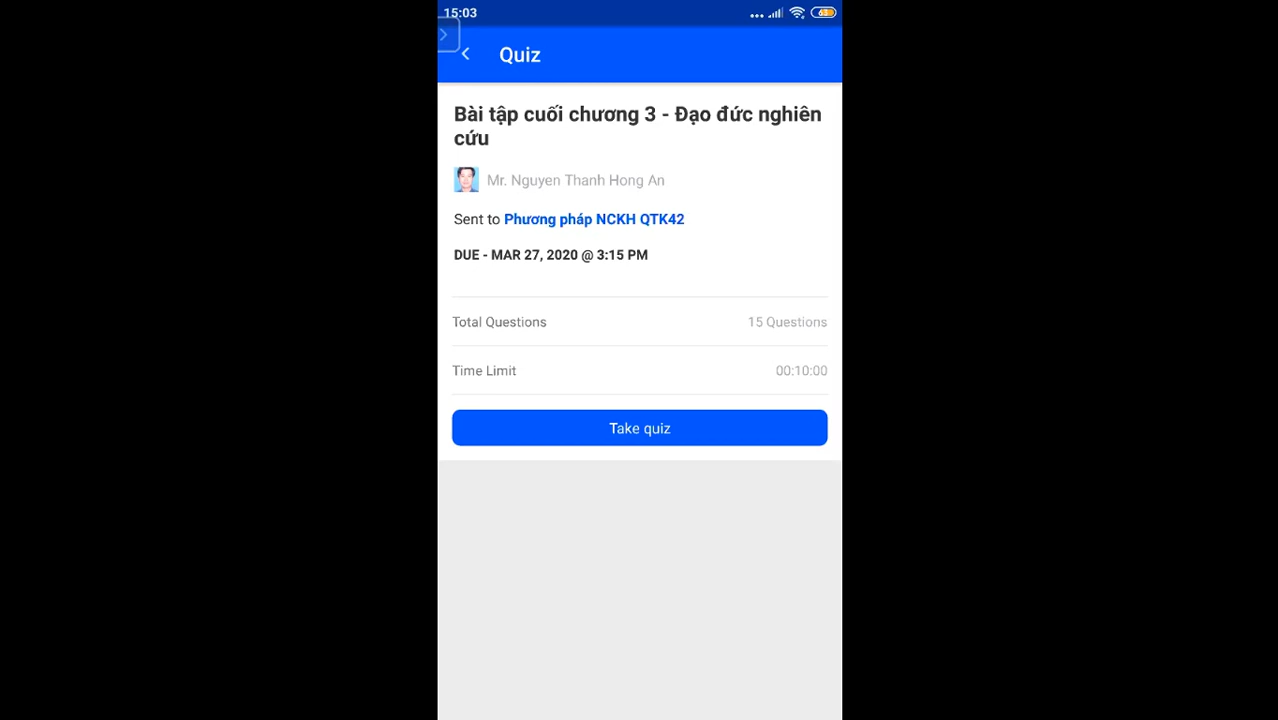 15:03
63
Quiz
Bài tập cuối chương 3 - Đạo đức nghiên
cứu
Mr. Nguyen Thanh Hong An
Sent to Phương pháp NCKH QTK42
DUE - MAR 27, 2020 @ 3:15 PM
Total Questions 15 Questions
Time Limit 00:10:00
Take quiz